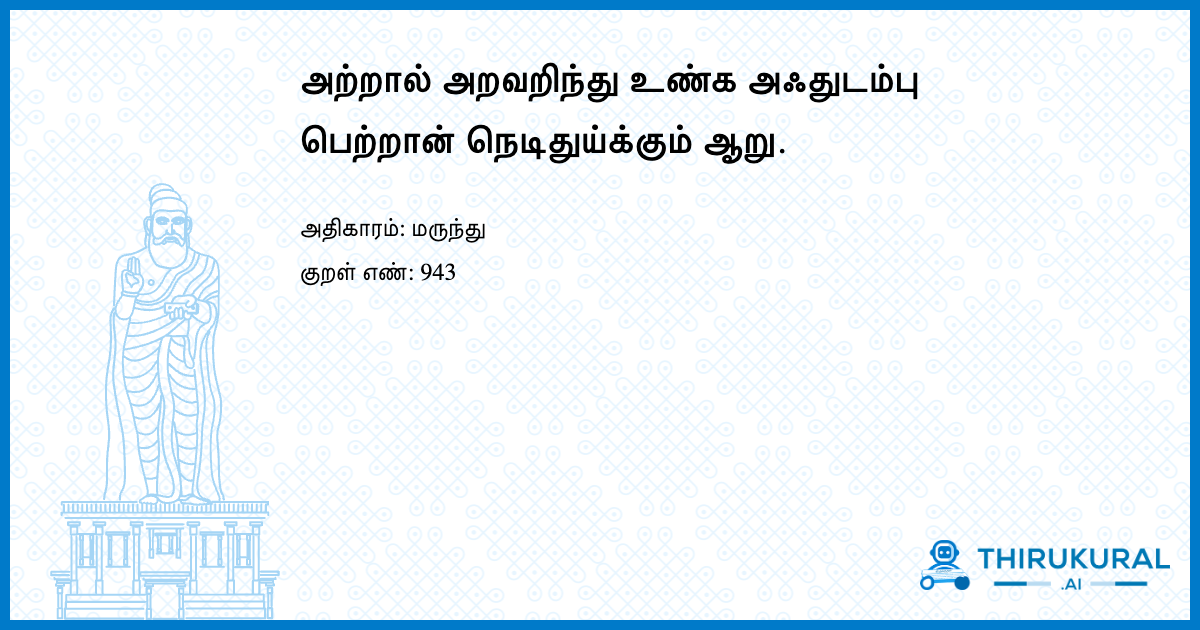 அற்றால் அறவறிந்து உண்க அஃதுடம்பு
பெற்றான் நெடிதுய்க்கும் ஆறு.
அதிகாரம்: மருந்து
குறள் எண்: 943
THIRUKURAL
.AI